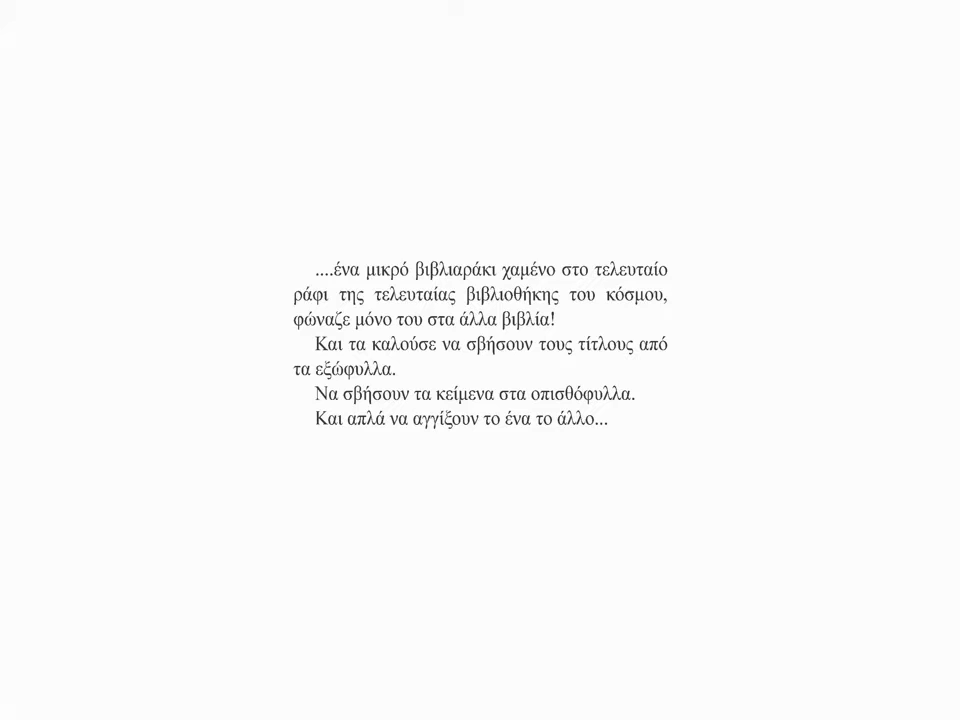 ....ένα μικρό βιβλιαράκι χαμένο στο τελευταίο
ράφι της τελευταίας βιβλιοθήκης του κόσμου,
φώναζε μόνο του στα άλλα βιβλία!
Και τα καλούσε να σβήσουν τους τίτλους από
τα εξώφυλλα.
Να σβήσουν τα κείμενα στα οπισθόφυλλα.
Και απλά να αγγίξουν το ένα το άλλο...